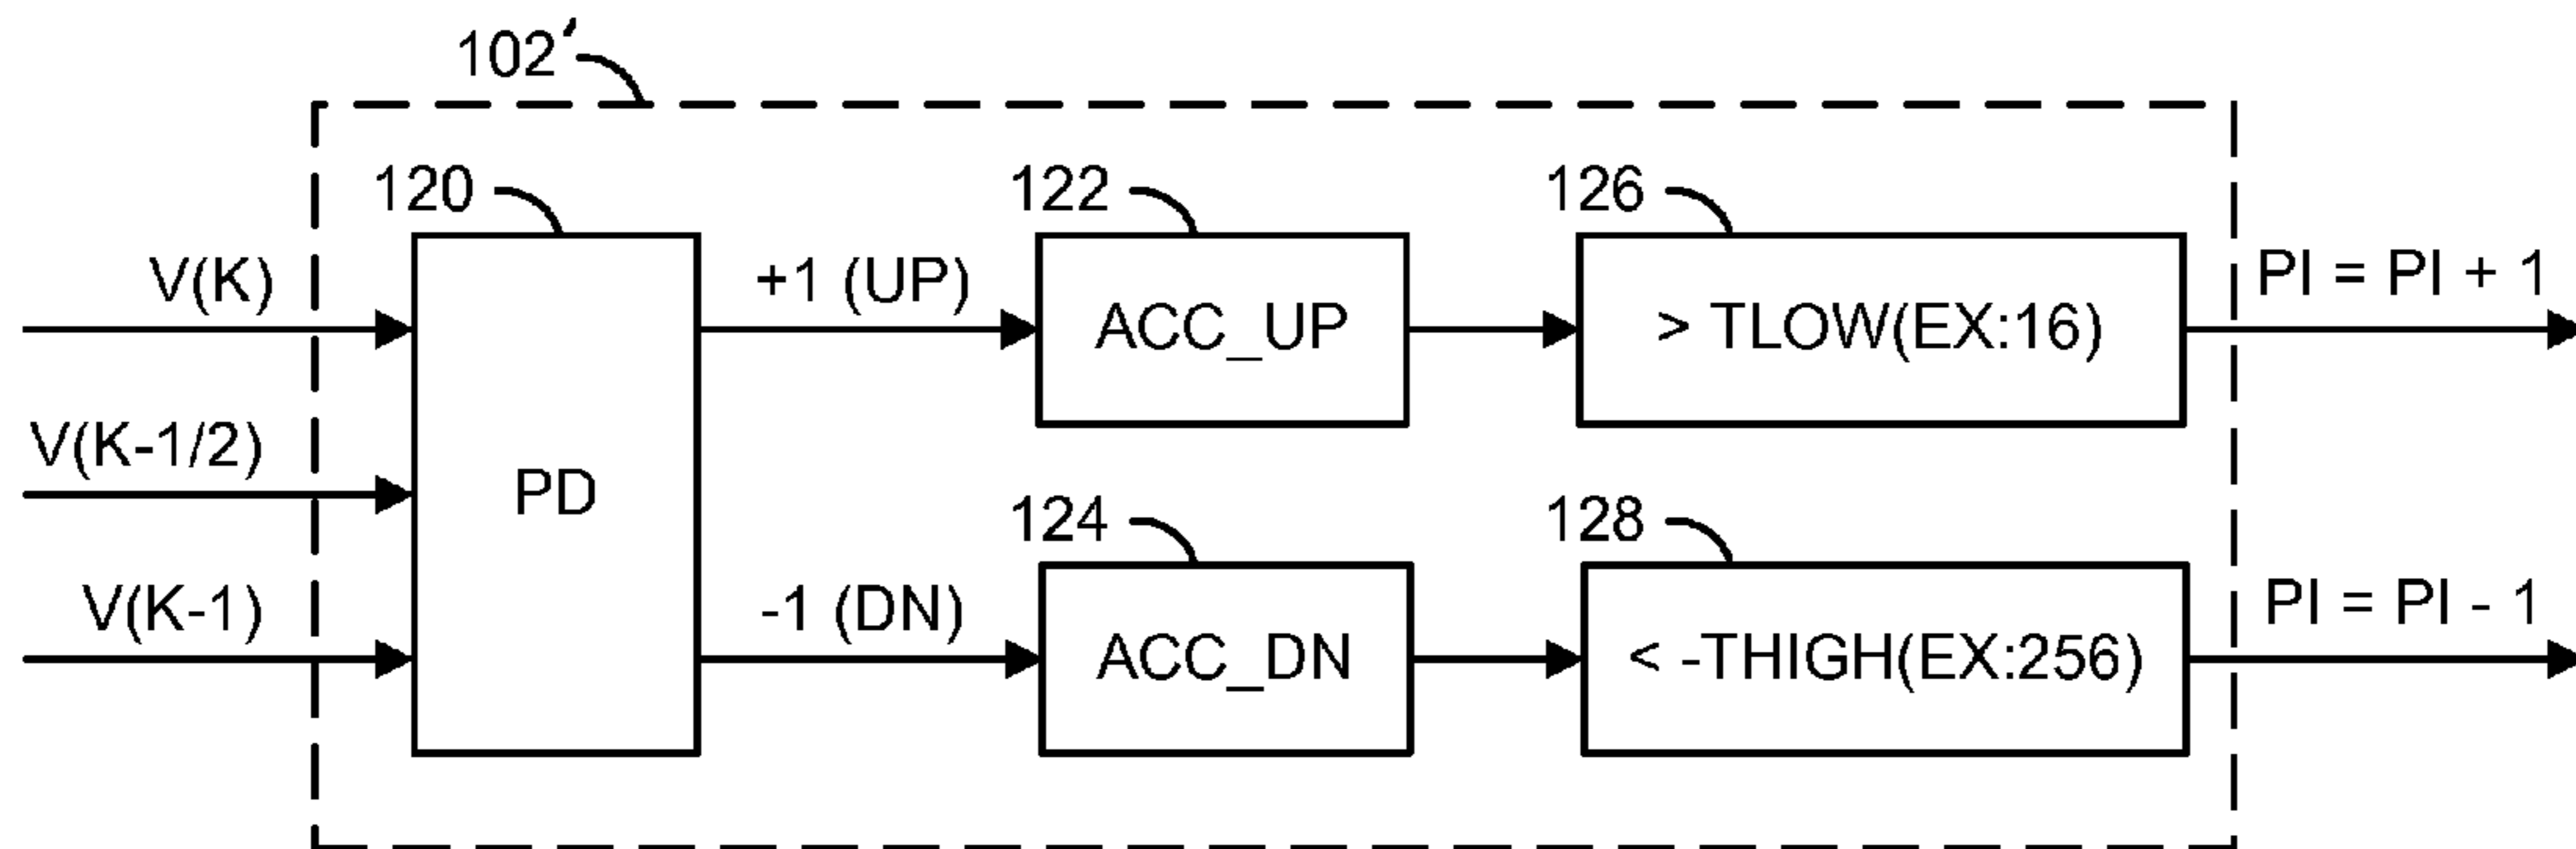 102′
120
122
126
V(K)
+1 (UP)
ACC_UP
> TLOW(EX:16)
PI = PI + 1
V(K-1/2)
PD
124
128
V(K-1)
-1 (DN)
ACC_DN
< -THIGH(EX:256)
PI = PI - 1